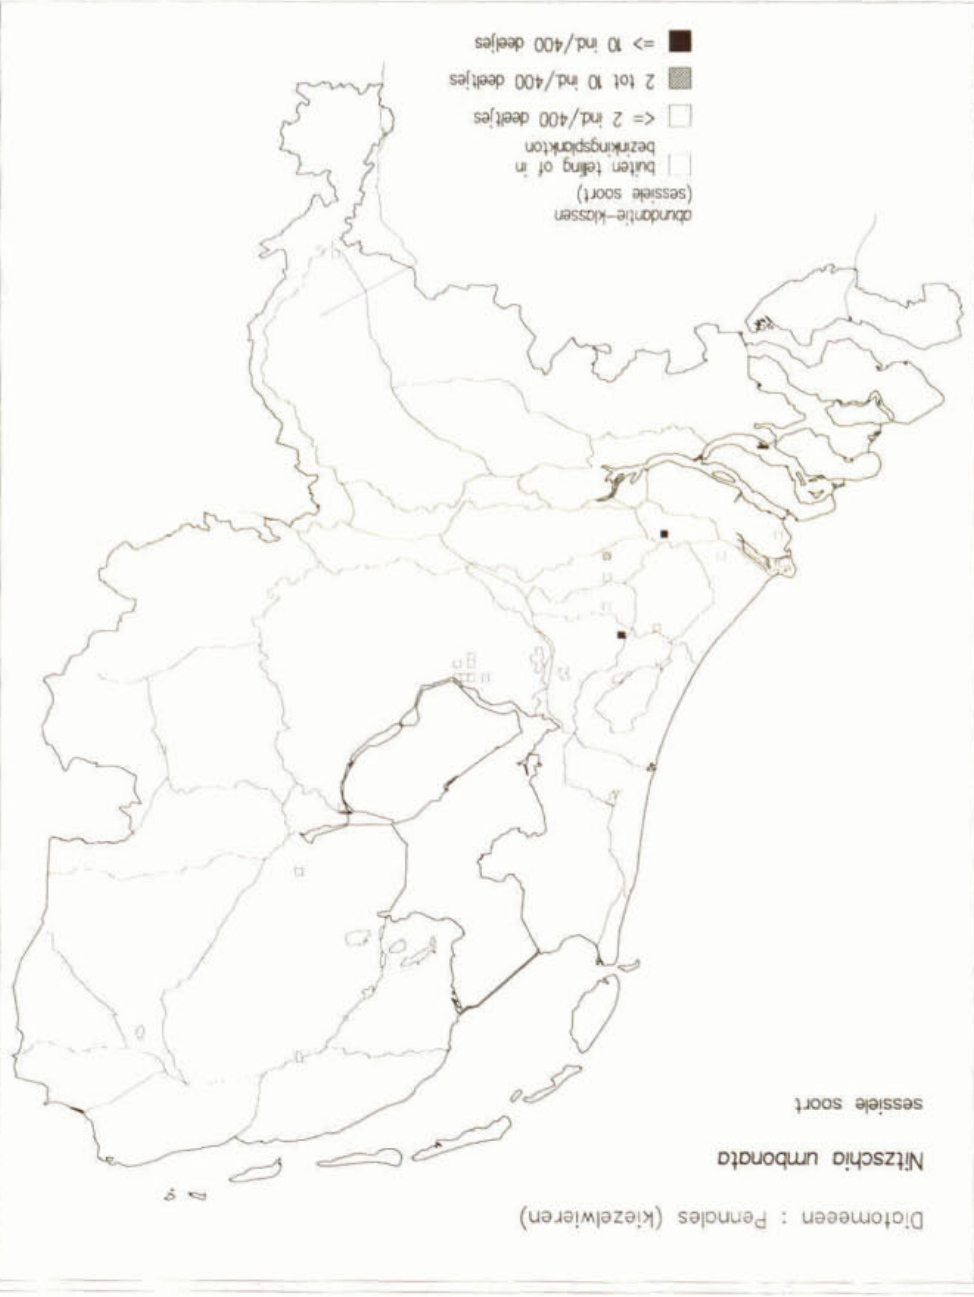 Diatomeeen : Pennales (kiezelwieren)
Nitzschia umbonata
sessiele soort
abundantie-klassen
(sessiele soort)
buiten telling of in
bezinkingsplankton
<= 2 ind./400 deeltjes
2 tot 10 ind./400 deeltjes
=> 10 ind./400 deeltjes